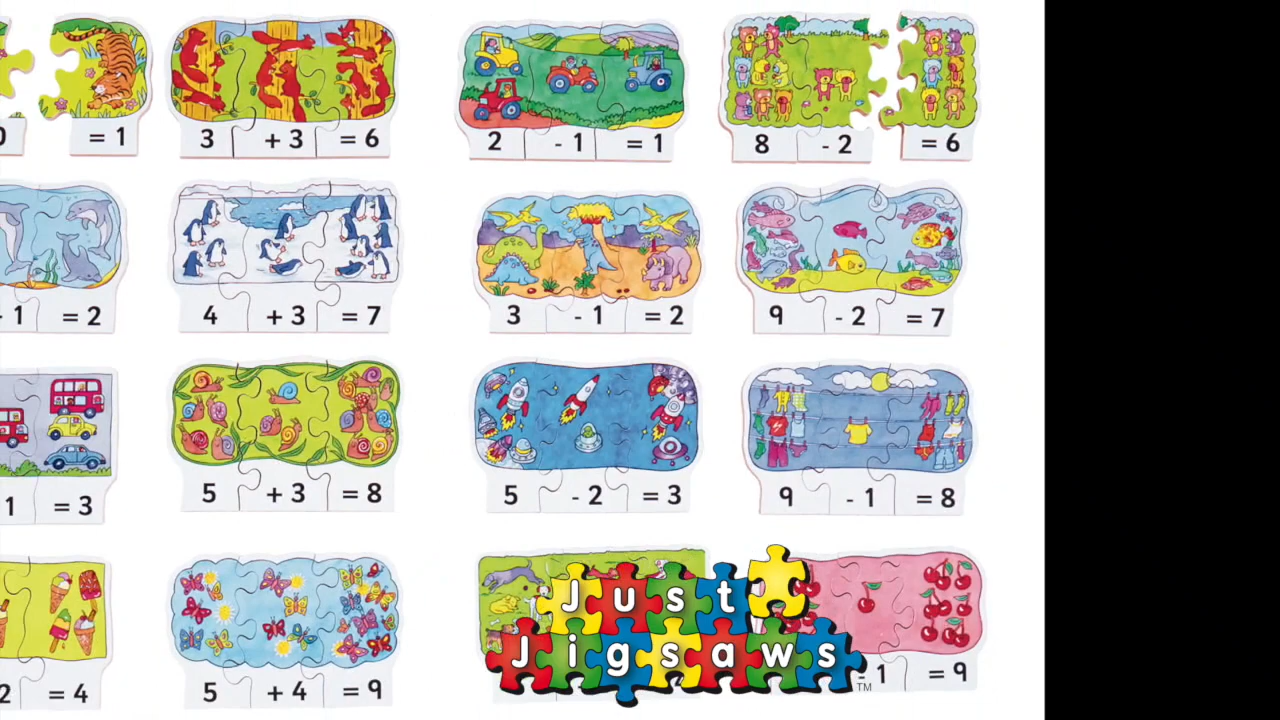 0 = 1
3 + 3 = 6
2 - 1 = 1
8 - 2 = 6
- 1 = 2
4 + 3 = 7
3 - 1 = 2
9 - 2 = 7
1 = 3
5 + 3 = 8
5 - 2 = 3
9 - 1 = 8
2 = 4
5 + 4 = 9
- 1 = 9
Just
Jigsaws
TM